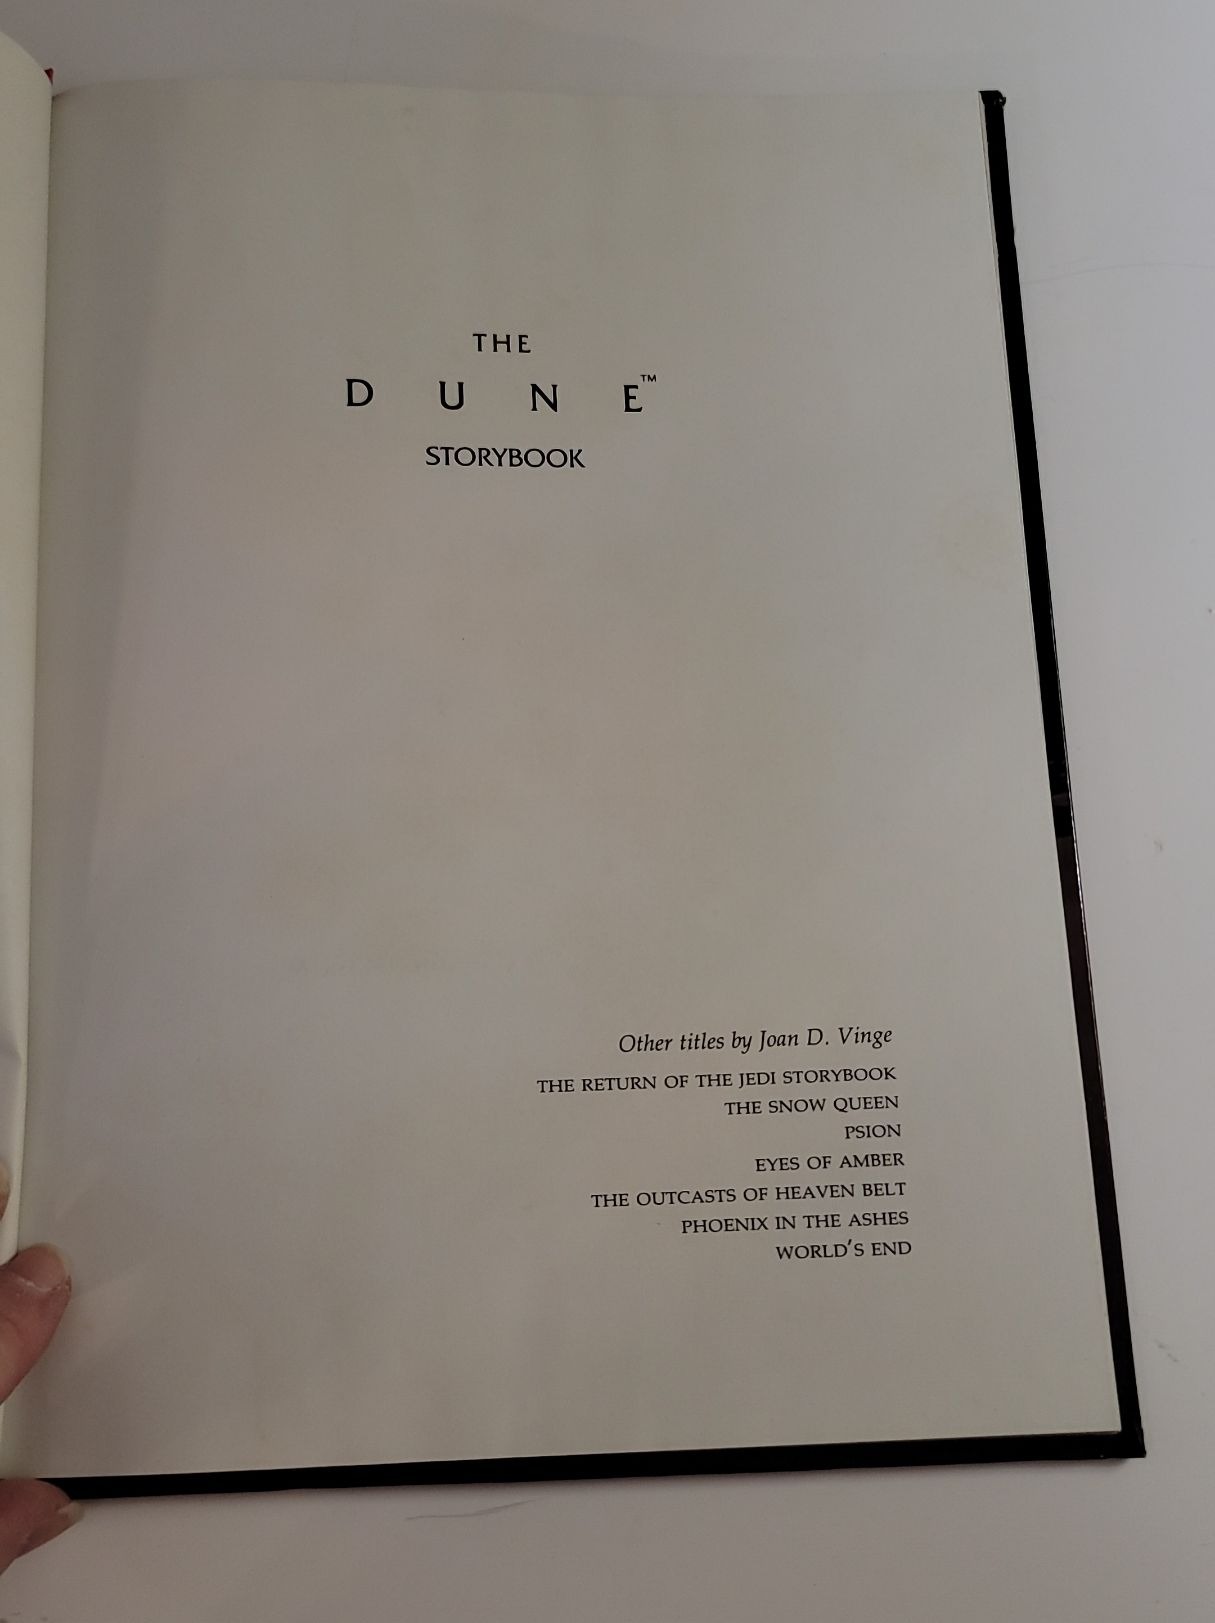 THE
DUNE™
STORYBOOK
Other titles by Joan D. Vinge
THE RETURN OF THE JEDI STORYBOOK
THE SNOW QUEEN
PSION
EYES OF AMBER
THE OUTCASTS OF HEAVEN BELT
PHOENIX IN THE ASHES
WORLD'S END